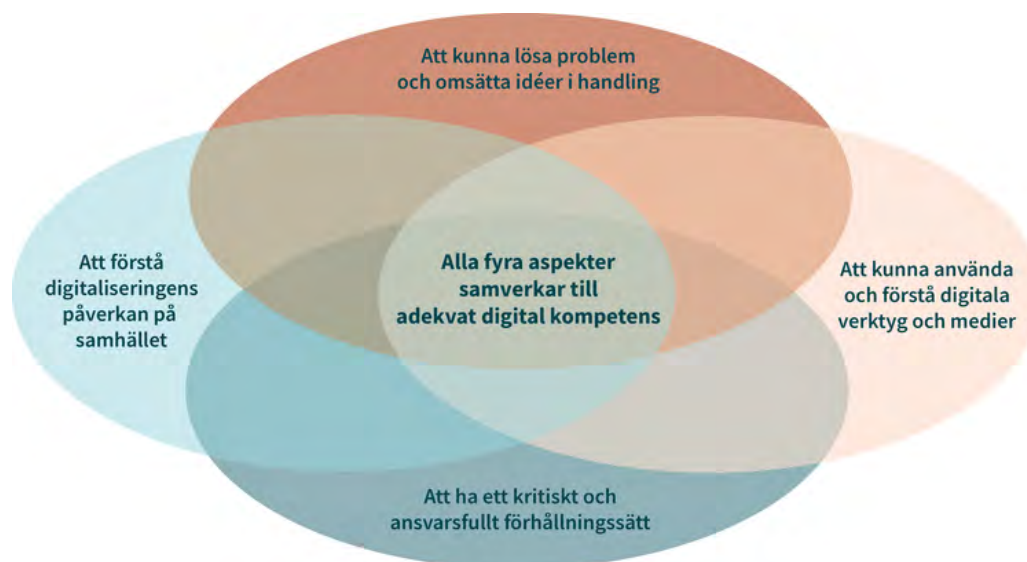 Att kunna lösa problem
och omsätta idéer i handling
Att förstå
digitaliseringens
påverkan på
samhället
Alla fyra aspekter
samverkar till
adekvat digital kompetens
Att kunna använda
och förstå digitala
verktyg och medier
Att ha ett kritiskt och
ansvarsfullt förhållningssätt